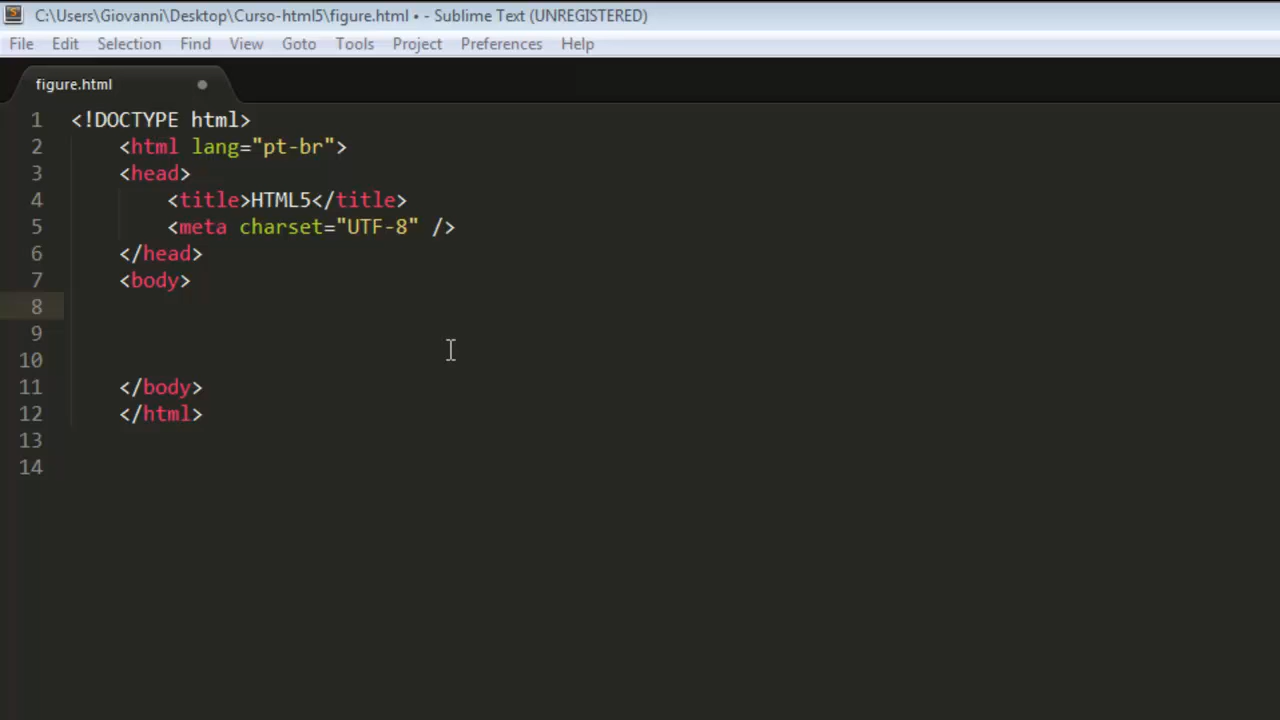 C:\Users\Giovanni\Desktop\Curso-html5\figure.html • - Sublime Text (UNREGISTERED)
File Edit Selection Find View Goto Tools Project Preferences Help
figure.html
1 <!DOCTYPE html>
2 <html lang="pt-br">
3 <head>
4 <title>HTML5</title>
5 <meta charset="UTF-8" />
6 </head>
7 <body>
8
9
10
11 </body>
12 </html>
13
14